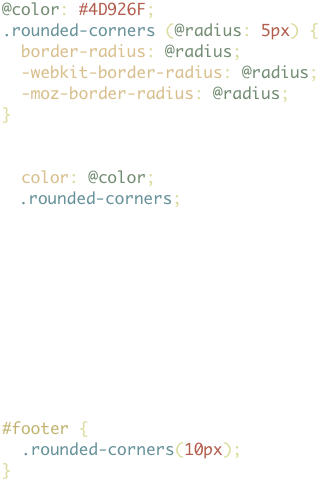 @color: #4D926F;
.rounded-corners (@radius: 5px) {
  border-radius: @radius;
  -webkit-border-radius: @radius;
  -moz-border-radius: @radius;
}
  color: @color;
  .rounded-corners;
#footer {
  .rounded-corners(10px);
}